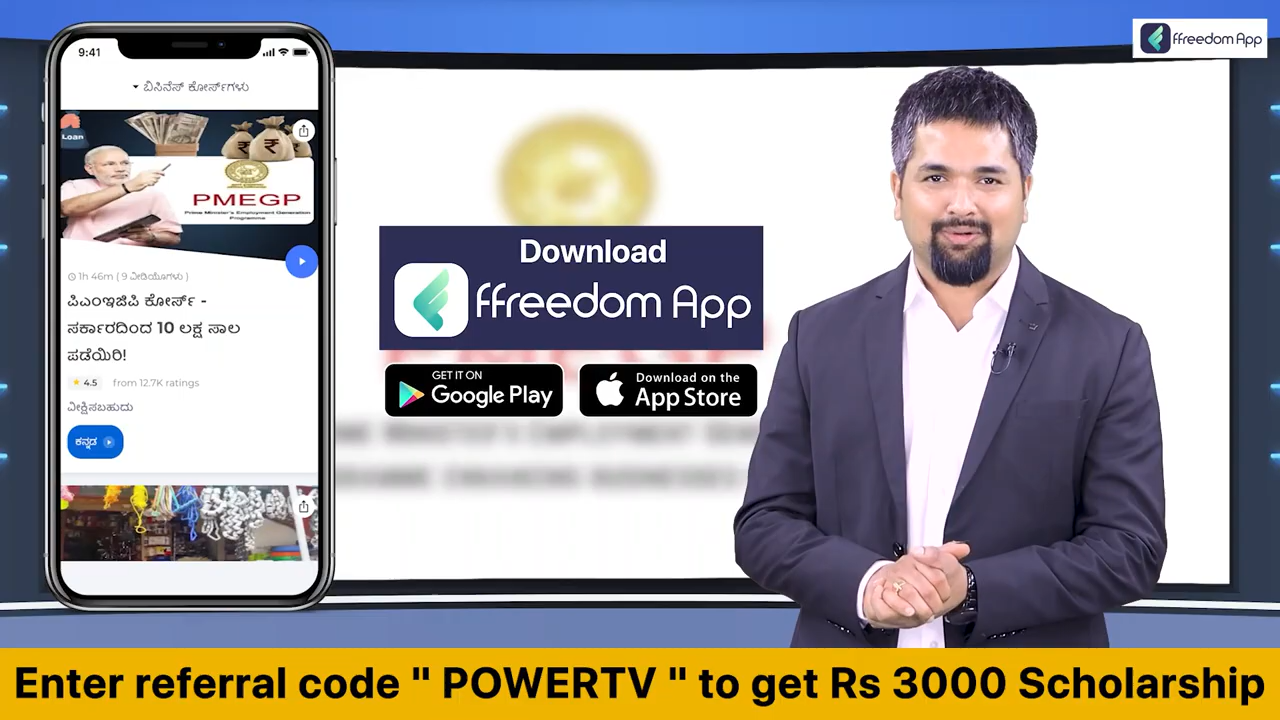 9:41
ಬಿಸಿನೆಸ್ ಕೋರ್ಸ್‌ಗಳು
Loan
PMEGP
Prime Minister's Employment Generation
Programme
1h 46m ( 9 ವೀಡಿಯೊಗಳು )
ಪಿಎಂಇಜಿಪಿ ಕೋರ್ಸ್ -
ಸರ್ಕಾರದಿಂದ 10 ಲಕ್ಷ ಸಾಲ
ಪಡೆಯಿರಿ!
4.5 from 12.7K ratings
ವೀಕ್ಷಿಸಬಹುದು
ಕನ್ನಡ
Download
ffreedom App
GET IT ON
Google Play
Download on the
App Store
ffreedom App
Enter referral code " POWERTV " to get Rs 3000 Scholarship